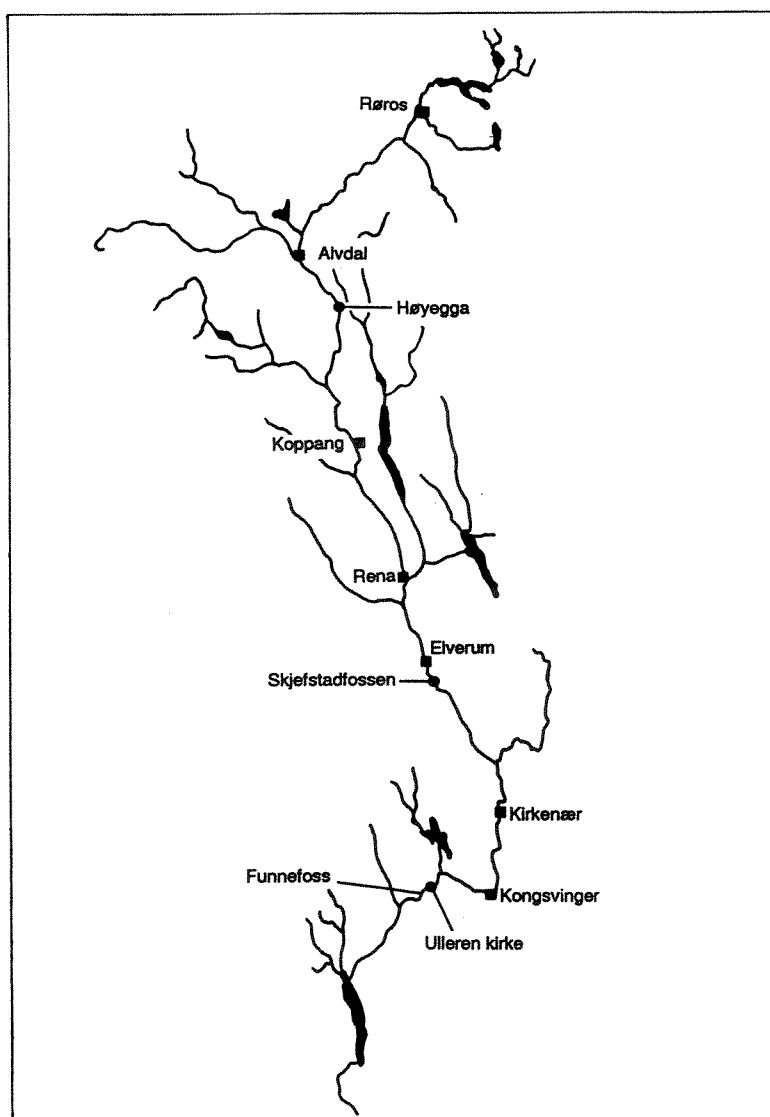 Røros
Alvdal
Høyegga
Koppang
Rena
Elverum
Skjefstadfossen
Kirkenær
Funnefoss
Kongsvinger
Ulleren kirke